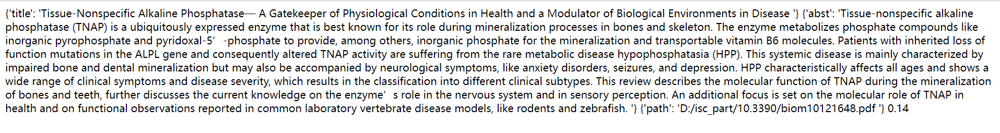 {'title': 'Tissue-Nonspecific Alkaline Phosphatase— A Gatekeeper of Physiological Conditions in Health and a Modulator of Biological Environments in Disease '} {'abst': 'Tissue-nonspecific alkaline
phosphatase (TNAP) is a ubiquitously expressed enzyme that is best known for its role during mineralization processes in bones and skeleton. The enzyme metabolizes phosphate compounds like
inorganic pyrophosphate and pyridoxal-5′ -phosphate to provide, among others, inorganic phosphate for the mineralization and transportable vitamin B6 molecules. Patients with inherited loss of
function mutations in the ALPL gene and consequently altered TNAP activity are suffering from the rare metabolic disease hypophosphatasia (HPP). This systemic disease is mainly characterized by
impaired bone and dental mineralization but may also be accompanied by neurological symptoms, like anxiety disorders, seizures, and depression. HPP characteristically affects all ages and shows a
wide range of clinical symptoms and disease severity, which results in the classification into different clinical subtypes. This review describes the molecular function of TNAP during the mineralization
of bones and teeth, further discusses the current knowledge on the enzyme’ s role in the nervous system and in sensory perception. An additional focus is set on the molecular role of TNAP in
health and on functional observations reported in common laboratory vertebrate disease models, like rodents and zebrafish. '} {'path': 'D:/isc_part/10.3390/biom10121648.pdf '} 0.14